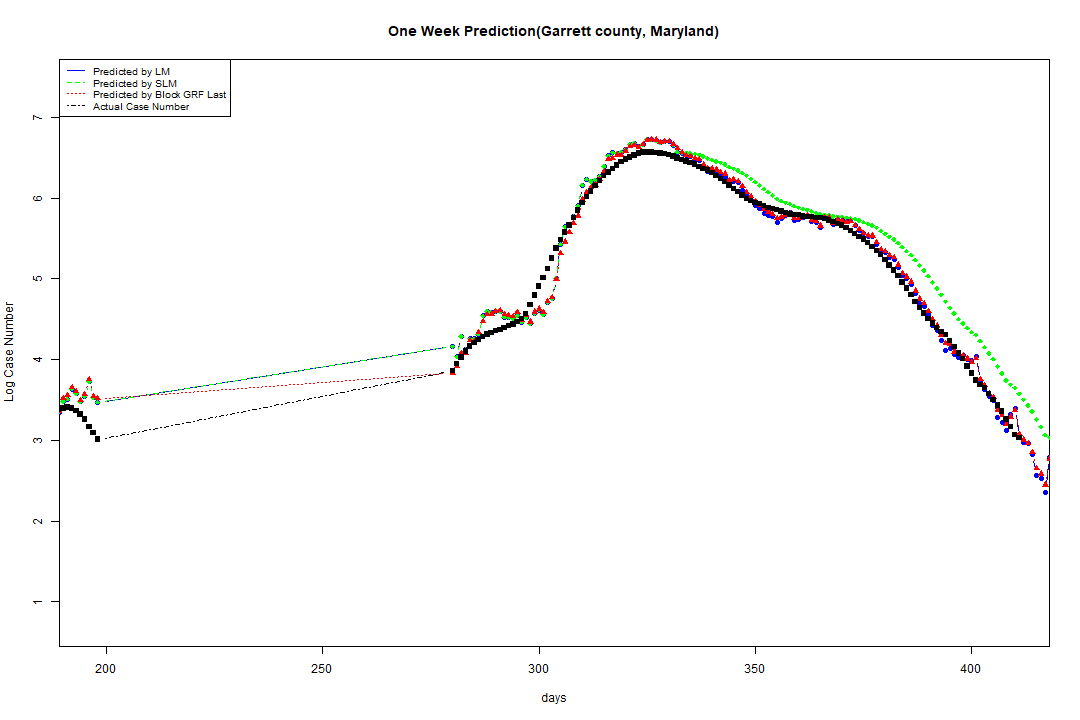 One Week Prediction(Garrett county, Maryland)
Predicted by LM
Predicted by SLM
Predicted by Block GRF Last
Actual Case Number
Log Case Number
7
6
5
4
3
2
1
200 250 300 350 400
days